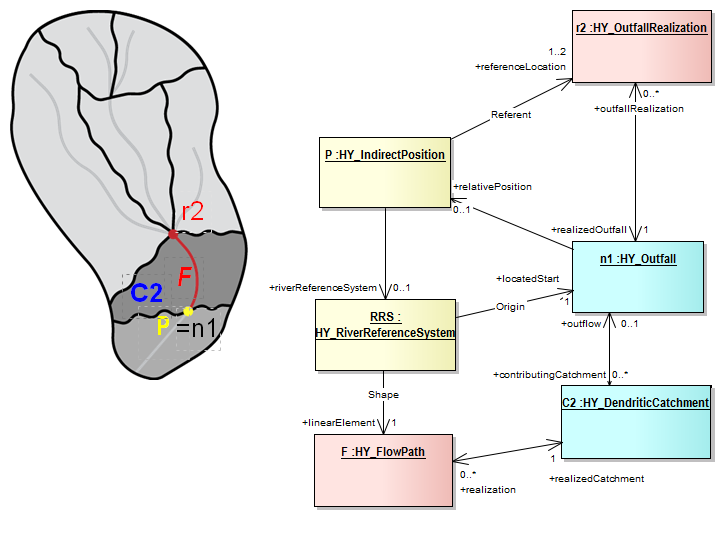 r2
F
C2
P =n1
r2 :HY_OutfallRealization
1..2
+referenceLocation
Referent
0..*
+outfallRealization
P :HY_IndirectPosition
+relativePosition
0..1
+realizedOutfall
1
n1 :HY_Outfall
+riverReferenceSystem
0..1
+locatedStart
Origin
1
RRS :
HY_RiverReferenceSystem
+outflow
0..1
+contributingCatchment
0..*
Shape
C2 :HY_DendriticCatchment
+linearElement
1
F :HY_FlowPath
0..*
+realization
1
+realizedCatchment